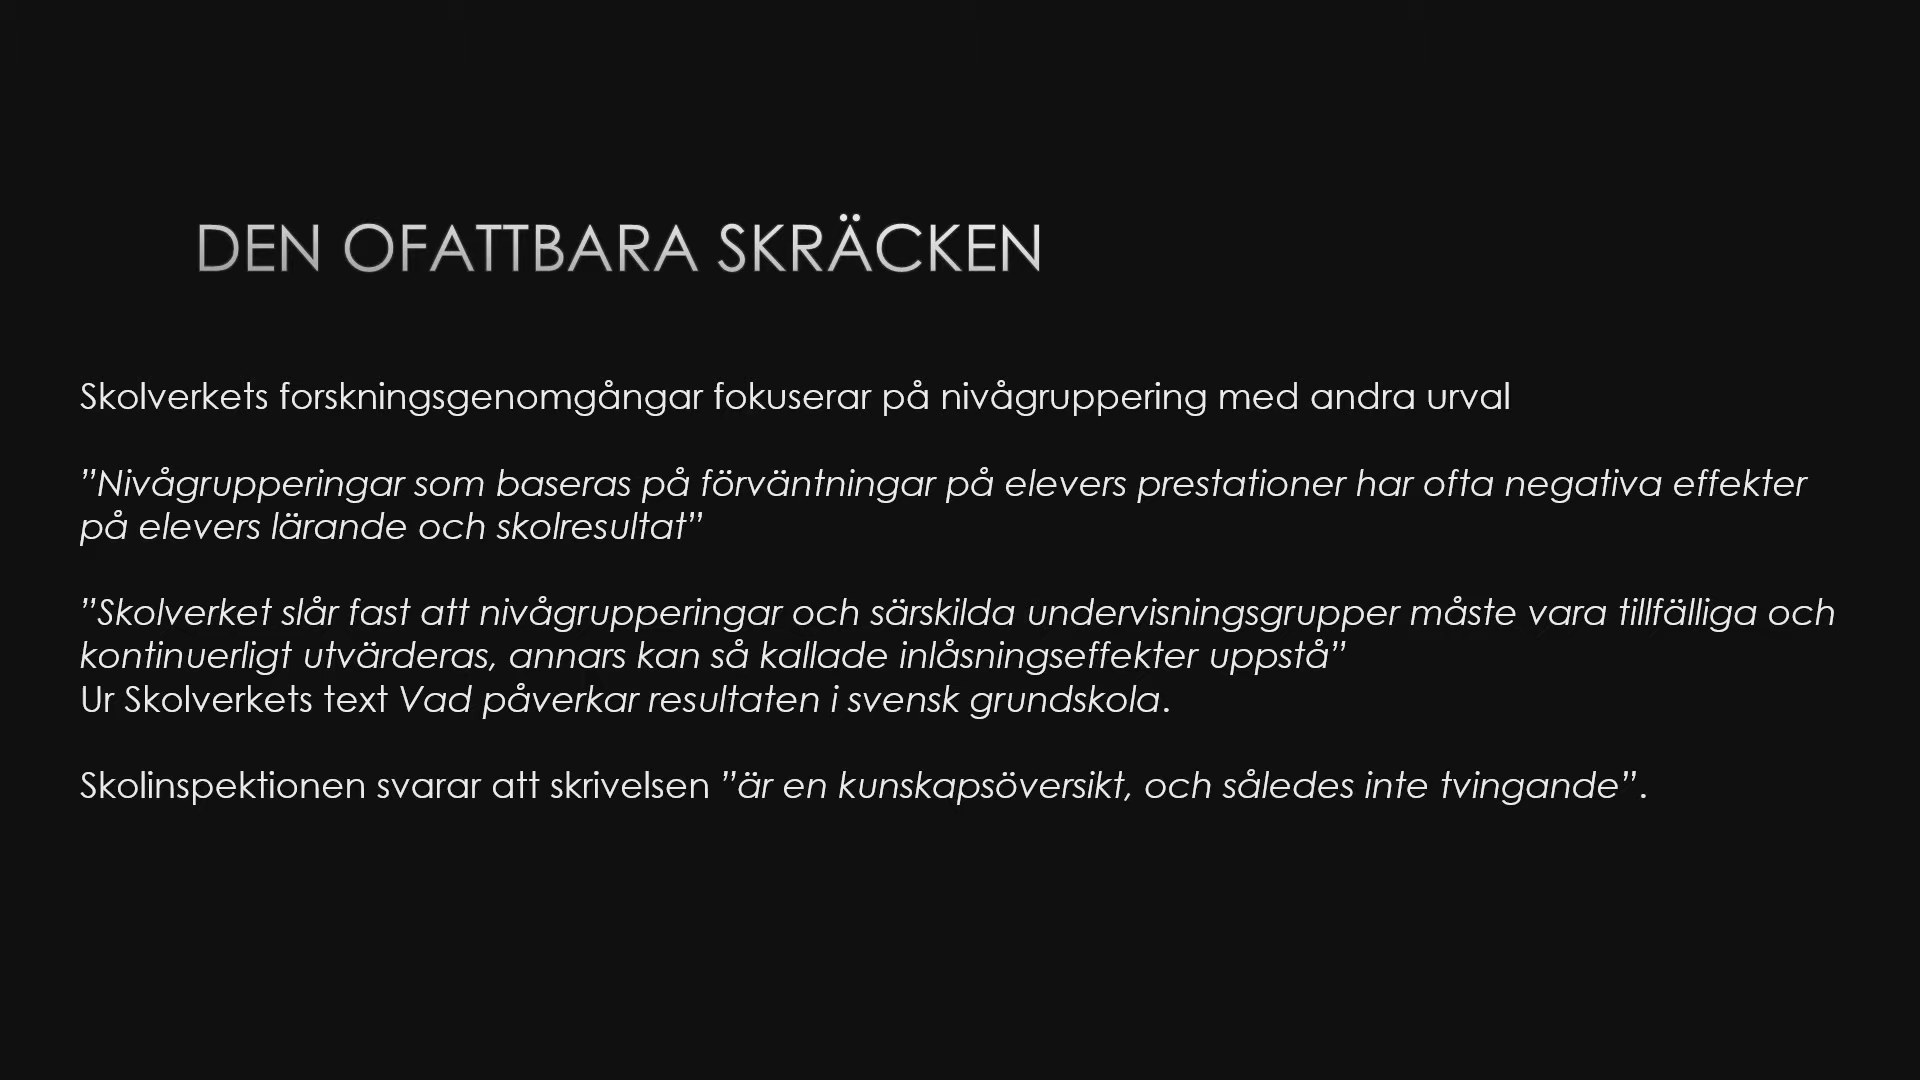 DEN OFATTBARA SKRÄCKEN
Skolverkets forskningsgenomgångar fokuserar på nivågruppering med andra urval
”Nivågrupperingar som baseras på förväntningar på elevers prestationer har ofta negativa effekter
på elevers lärande och skolresultat”
”Skolverket slår fast att nivågrupperingar och särskilda undervisningsgrupper måste vara tillfälliga och
kontinuerligt utvärderas, annars kan så kallade inlåsningseffekter uppstå”
Ur Skolverkets text Vad påverkar resultaten i svensk grundskola.
Skolinspektionen svarar att skrivelsen ”är en kunskapsöversikt, och således inte tvingande”.